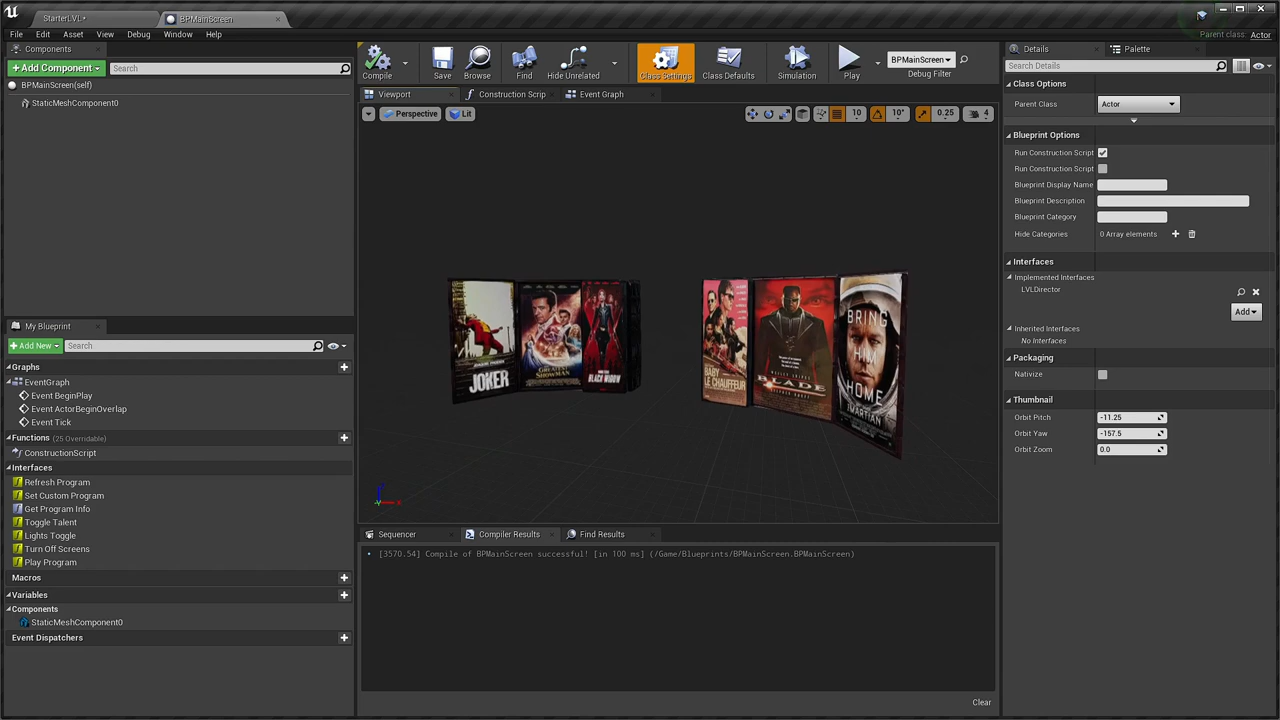 StarterLVL•
BPMainScreen
Parent class: Actor
File
Edit
Asset
View
Debug
Window
Help
Components
+ Add Component
Search
BPMainScreen(self)
StaticMeshComponent0
Compile
Save
Browse
Find
Hide Unrelated
Class Settings
Class Defaults
Simulation
Play
BPMainScreen
Debug Filter
Viewport
Construction Scrip
Event Graph
Perspective
Lit
10
10°
0.25
4
JOKER
GREATEST
SHOWMAN
BLACK WIDOW
BABY
LE CHAUFFEUR
BLADE
BRING
HIM
HOME
MARTIAN
My Blueprint
+ Add New
Search
Graphs
EventGraph
Event BeginPlay
Event ActorBeginOverlap
Event Tick
Functions (25 Overridable)
ConstructionScript
Interfaces
Refresh Program
Set Custom Program
Get Program Info
Toggle Talent
Lights Toggle
Turn Off Screens
Play Program
Macros
Variables
Components
StaticMeshComponent0
Event Dispatchers
Sequencer
Compiler Results
Find Results
[3570.54] Compile of BPMainScreen successful! [in 100 ms] (/Game/Blueprints/BPMainScreen.BPMainScreen)
Clear
Details
Palette
Search Details
Class Options
Parent Class
Actor
Blueprint Options
Run Construction Script
Run Construction Script
Blueprint Display Name
Blueprint Description
Blueprint Category
Hide Categories
0 Array elements
Interfaces
Implemented Interfaces
LVLDirector
Add
Inherited Interfaces
No Interfaces
Packaging
Nativize
Thumbnail
Orbit Pitch
-11.25
Orbit Yaw
-157.5
Orbit Zoom
0.0